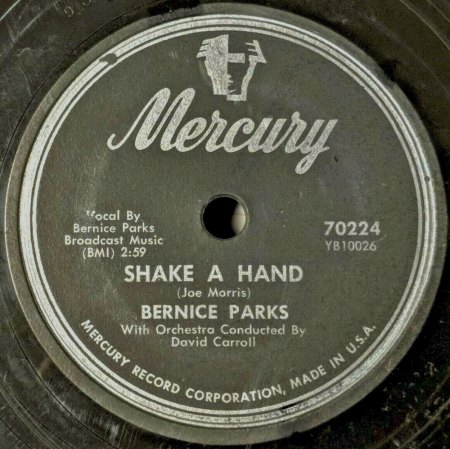 Mercury
Vocal By
Bernice Parks
Broadcast Music
(BMI) 2:59
70224
YB10026
SHAKE A HAND
(Joe Morris)
BERNICE PARKS
With Orchestra Conducted By
David Carroll
MERCURY RECORD CORPORATION, MADE IN U.S.A.